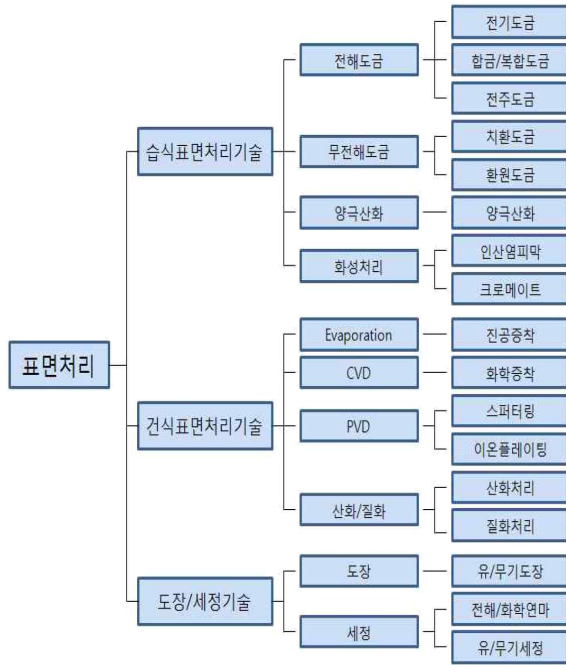 표면처리
습식표면처리기술
전해도금
전기도금
합금/복합도금
전주도금
무전해도금
치환도금
환원도금
양극산화
양극산화
화성처리
인산염피막
크로메이트
건식표면처리기술
Evaporation
진공증착
CVD
화학증착
PVD
스퍼터링
이온플레이팅
산화/질화
산화처리
질화처리
도장/세정기술
도장
유/무기도장
세정
전해/화학연마
유/무기세정